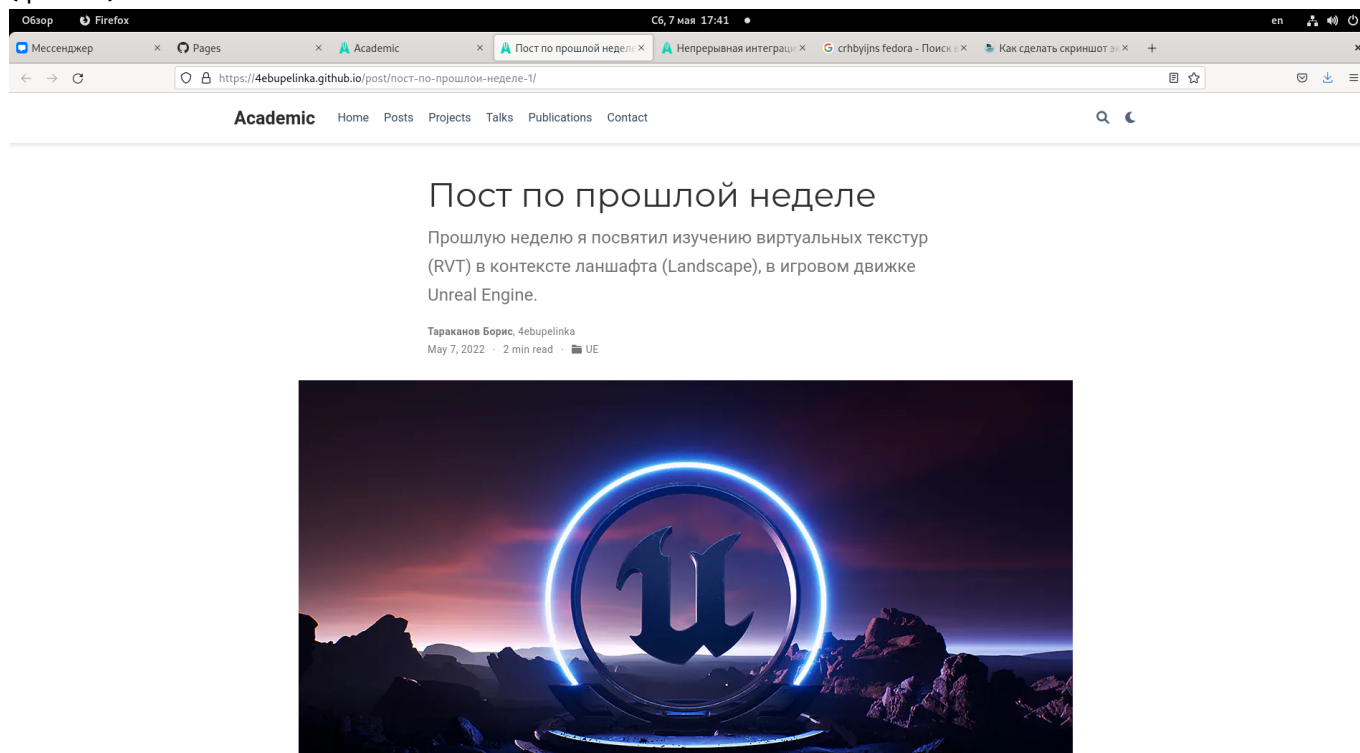 Обзор Firefox Сб, 7 мая 17:41 en
Мессенджер Pages Academic Пост по прошлой неделе Непрерывная интеграци crhbyijns fedora - Поиск в Как сделать скриншот эк
https://4ebupelinka.github.io/post/пост-по-прошлои-неделе-1/
Academic Home Posts Projects Talks Publications Contact
Пост по прошлой неделе
Прошлую неделю я посвятил изучению виртуальных текстур
(RVT) в контексте ланшафта (Landscape), в игровом движке
Unreal Engine.
Тараканов Борис, 4ebupelinka
May 7, 2022 · 2 min read · UE